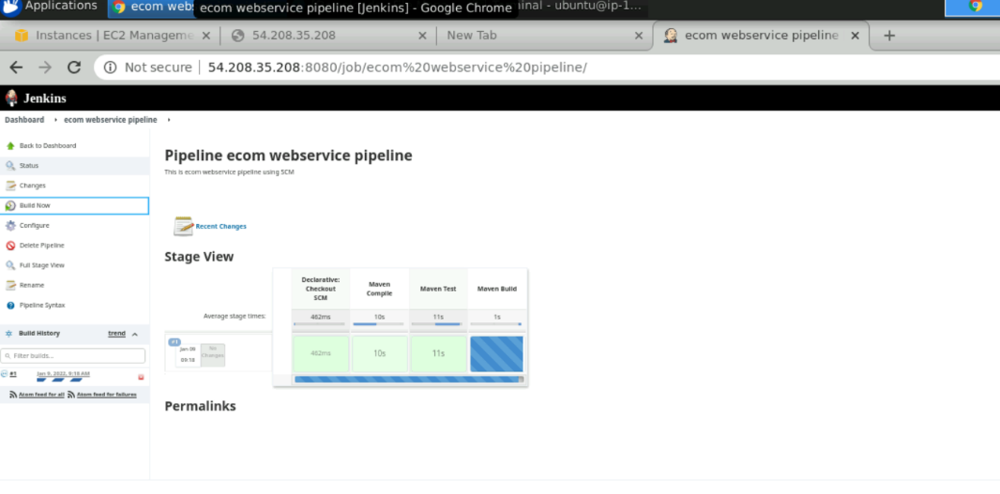 Applications
ecom webs
ecom webservice pipeline [Jenkins] - Google Chrome
inal - ubuntu@ip-1...
Instances | EC2 Manageme
54.208.35.208
New Tab
ecom webservice pipeline
Not secure
54.208.35.208:8080/job/ecom%20webservice%20pipeline/
Jenkins
Dashboard
ecom webservice pipeline
Back to Dashboard
Status
Changes
Build Now
Configure
Delete Pipeline
Full Stage View
Rename
Pipeline Syntax
Build History
trend
Filter builds...
#1
Jan 9, 2022, 9:18 AM
Atom feed for all
Atom feed for failures
Pipeline ecom webservice pipeline
This is ecom webservice pipeline using SCM
Recent Changes
Stage View
Declarative: Checkout SCM
Maven Compile
Maven Test
Maven Build
Average stage times:
462ms
10s
11s
1s
#1
Jan 09
09:18
No Changes
462ms
10s
11s
Permalinks